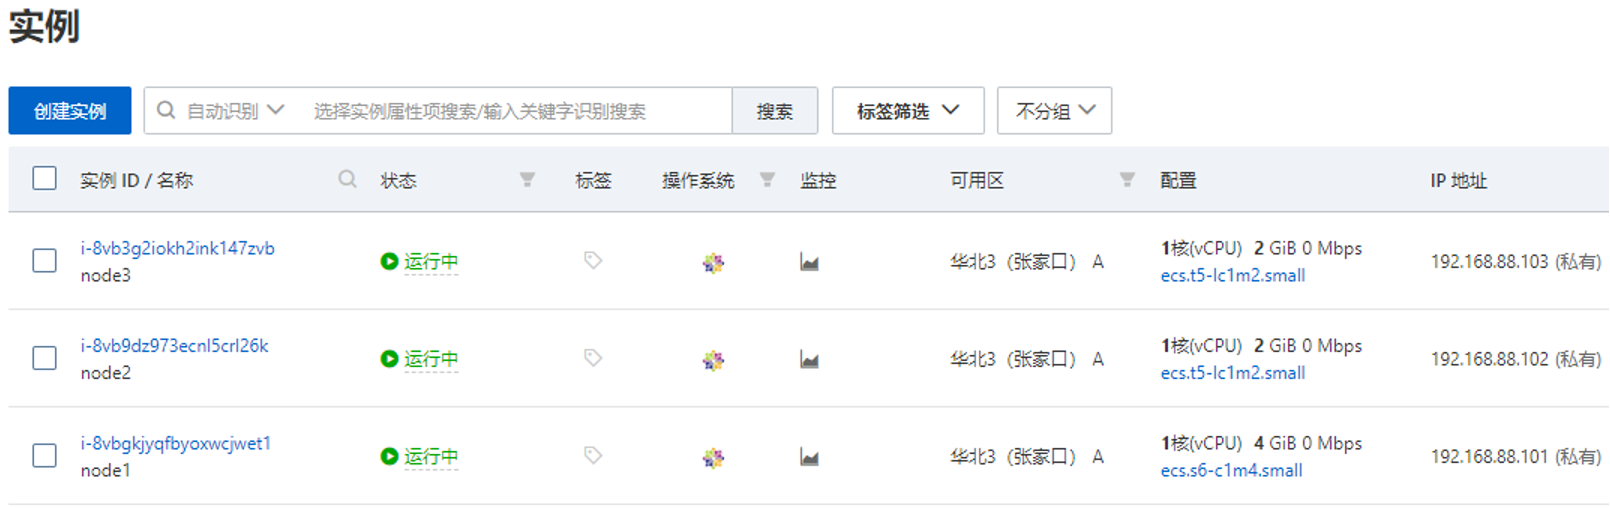 实例
创建实例 自动识别 选择实例属性项搜索/输入关键字识别搜索 搜索 标签筛选 不分组
实例 ID / 名称 状态 标签 操作系统 监控 可用区 配置 IP 地址
i-8vb3g2iokh2ink147zvb 1核(vCPU) 2 GiB 0 Mbps
运行中 华北3（张家口） A 192.168.88.103 (私有)
node3 ecs.t5-lc1m2.small
i-8vb9dz973ecnl5crl26k 1核(vCPU) 2 GiB 0 Mbps
运行中 华北3（张家口） A 192.168.88.102 (私有)
node2 ecs.t5-lc1m2.small
i-8vbgkjyqfbyoxwcjwet1 1核(vCPU) 4 GiB 0 Mbps
运行中 华北3（张家口） A 192.168.88.101 (私有)
node1 ecs.s6-c1m4.small